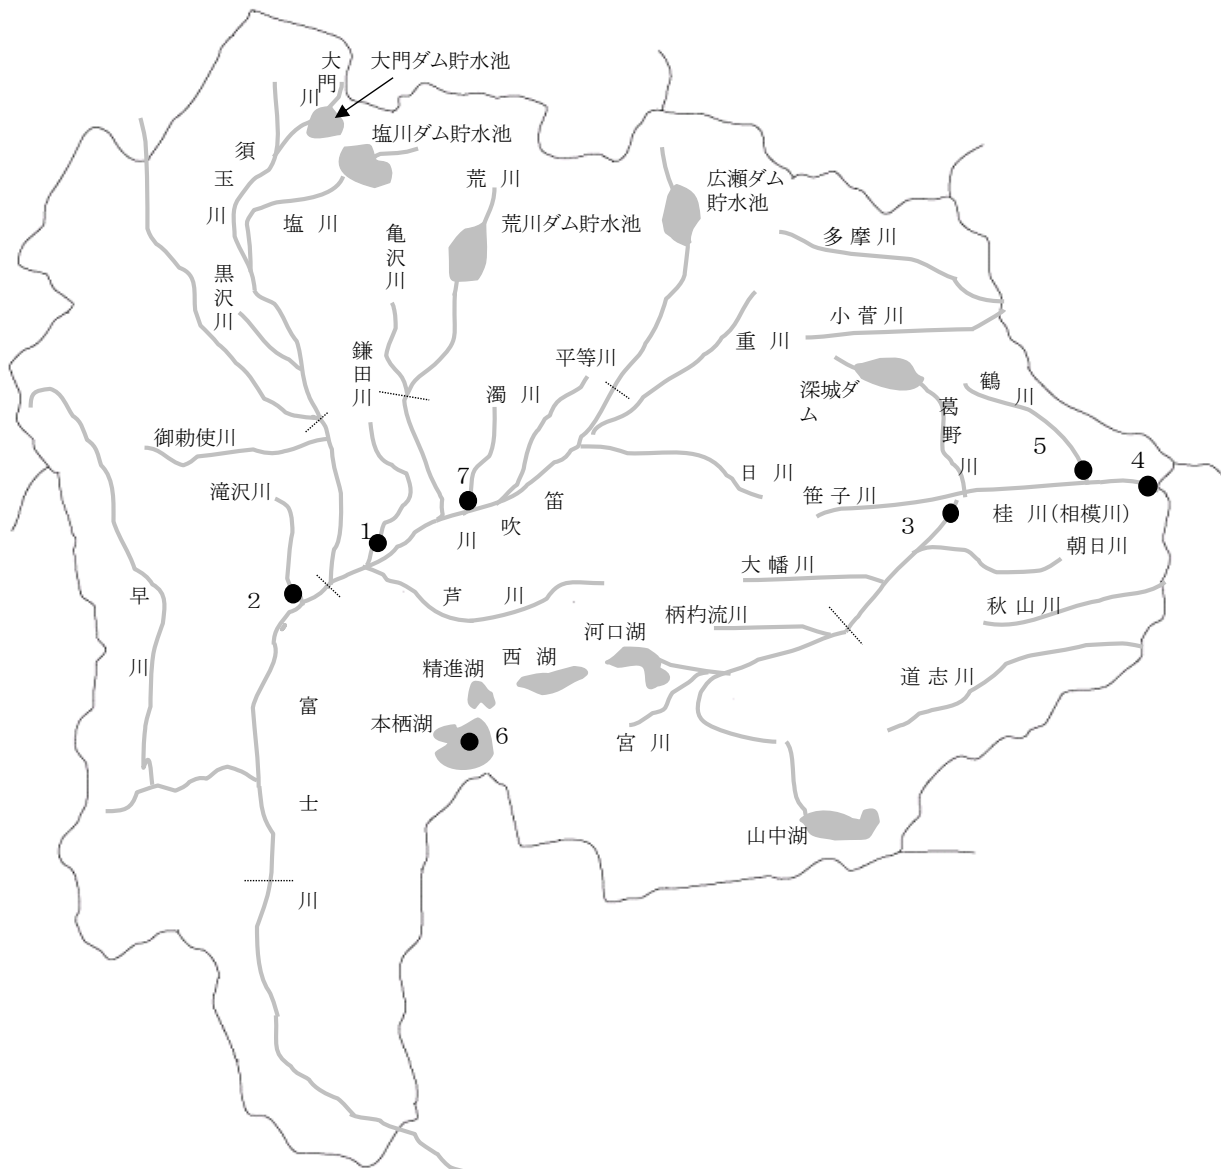 大門川
大門ダム貯水池
塩川ダム貯水池
須玉川
塩川
荒川
荒川ダム貯水池
亀沢川
黒沢川
広瀬ダム
貯水池
多摩川
小菅川
重川
平等川
鎌田川
濁川
深城ダ
ム
葛野川
鶴川
御勅使川
滝沢川
日川
笹子川
桂川(相模川)
朝日川
笛吹川
7
1
2
5
4
3
芦川
大幡川
柄杓流川
秋山川
道志川
早川
河口湖
西湖
精進湖
本栖湖
6
宮川
山中湖
富士川